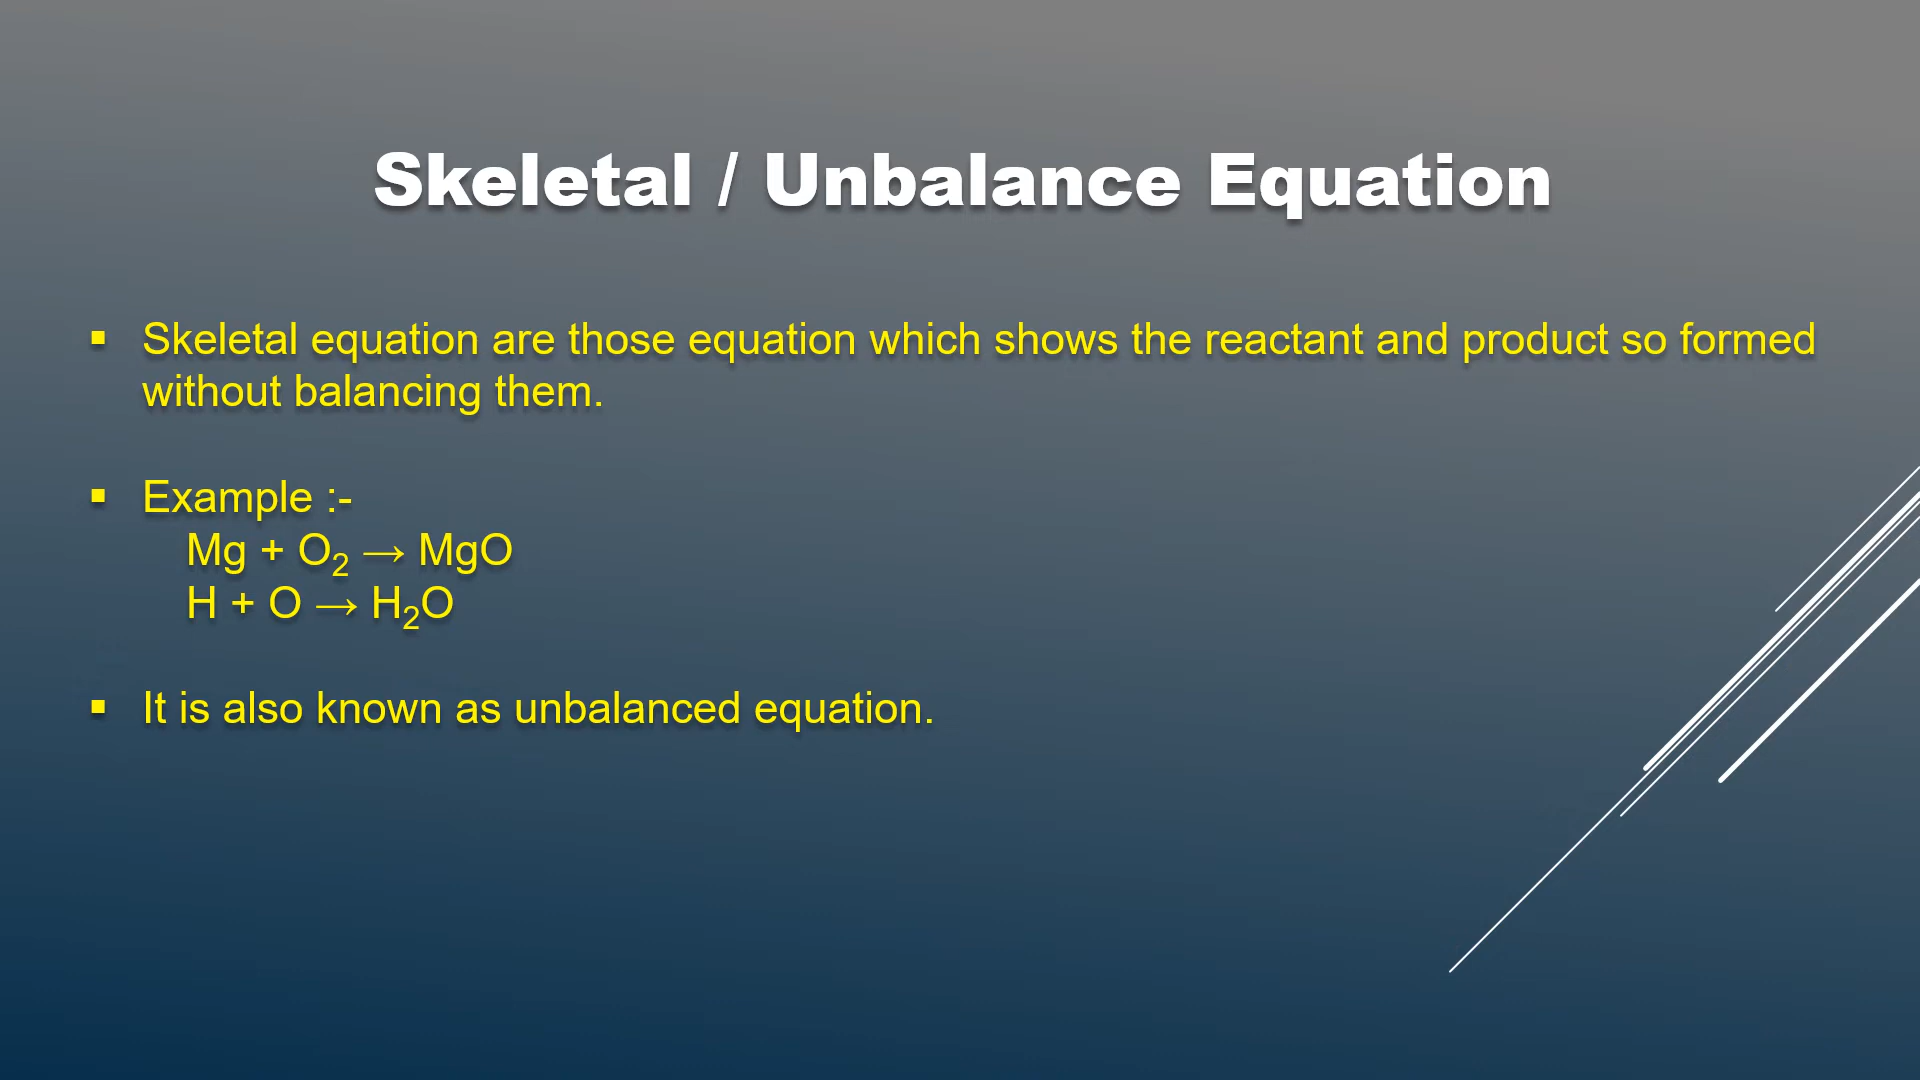 Skeletal / Unbalance Equation
▪ Skeletal equation are those equation which shows the reactant and product so formed
without balancing them.
▪ Example :-
Mg + O₂ → MgO
H + O → H₂O
▪ It is also known as unbalanced equation.